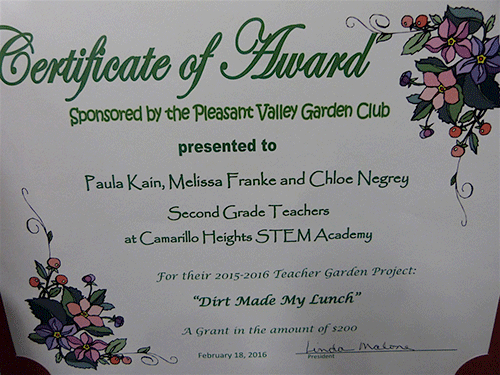 Certificate of Award
Sponsored by the Pleasant Valley Garden Club
presented to
Paula Kain, Melissa Franke and Chloe Negrey
Second Grade Teachers
at Camarillo Heights STEM Academy
For their 2015-2016 Teacher Garden Project:
"Dirt Made My Lunch"
A Grant in the amount of $200
February 18, 2016 Linda Malone
President